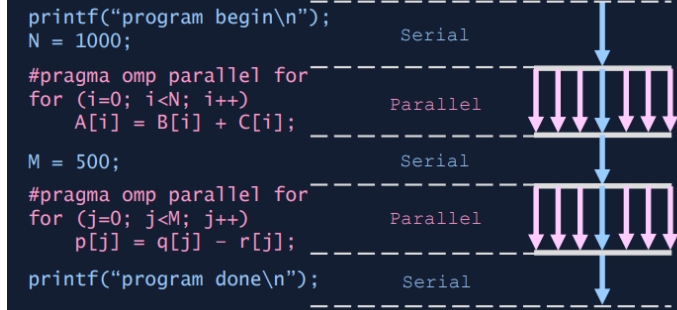 printf(“program begin\n”);
N = 1000;
Serial
#pragma omp parallel for
for (i=0; i<N; i++)
A[i] = B[i] + C[i];
Parallel
M = 500;
Serial
#pragma omp parallel for
for (j=0; j<M; j++)
p[j] = q[j] – r[j];
Parallel
printf(“program done\n”);
Serial